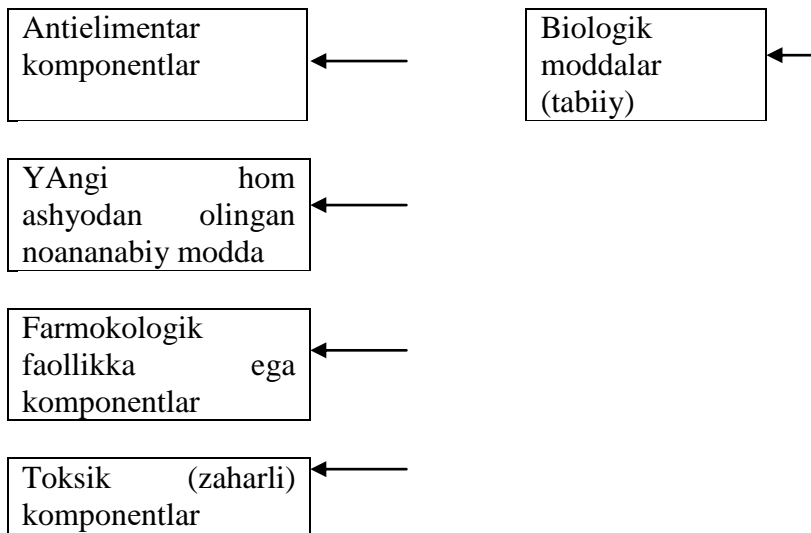 Antielimentar
komponentlar
Biologik
moddalar
(tabiiy)
YAngi hom
ashyodan olingan
noananabiy modda
Farmokologik
faollikka ega
komponentlar
Toksik (zaharli)
komponentlar